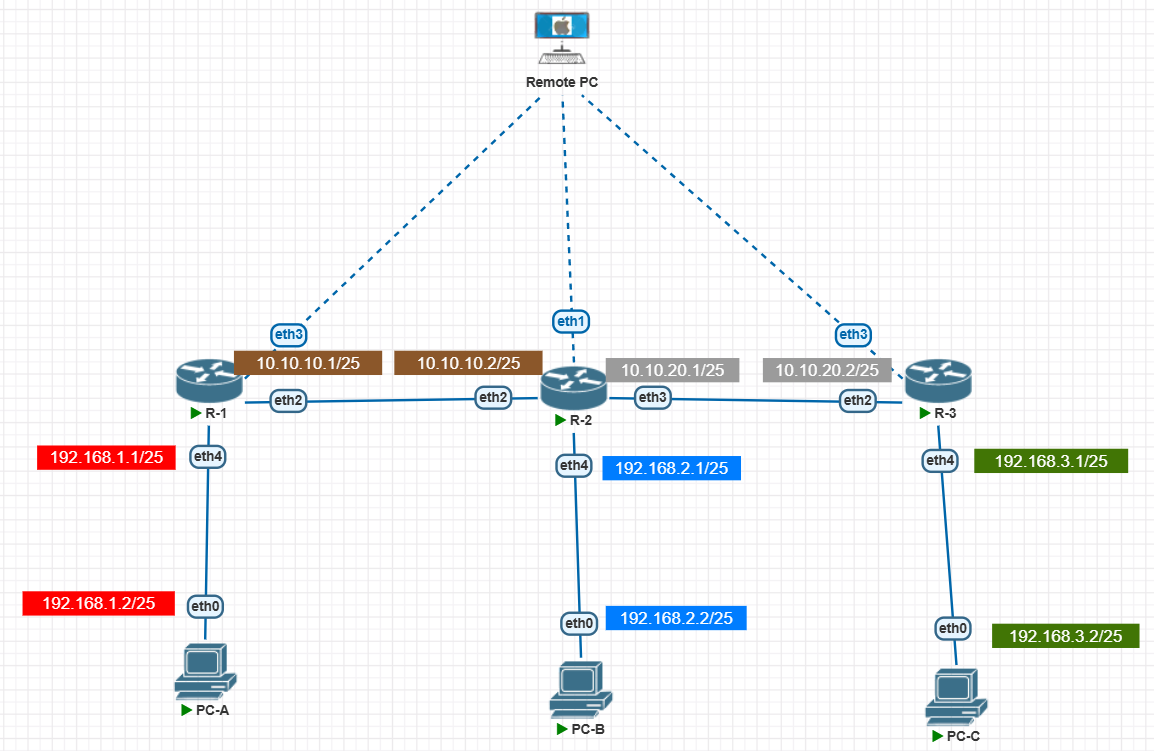 Remote PC
eth3
eth1
eth3
10.10.10.1/25
10.10.10.2/25
10.10.20.1/25
10.10.20.2/25
eth2
eth2
eth3
eth2
R-1
R-2
R-3
192.168.1.1/25
eth4
eth4
192.168.2.1/25
eth4
192.168.3.1/25
192.168.1.2/25
eth0
eth0
192.168.2.2/25
eth0
192.168.3.2/25
PC-A
PC-B
PC-C